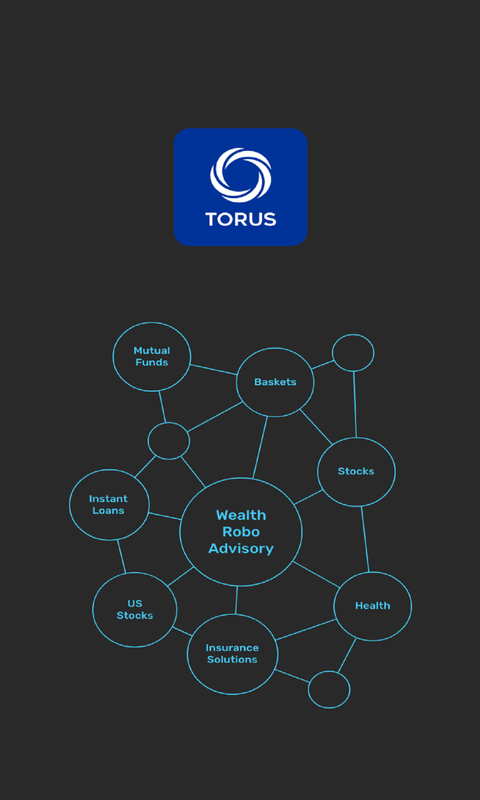 TORUS
Mutual
Funds
Baskets
Stocks
Instant
Loans
Wealth
Robo
Advisory
US
Stocks
Health
Insurance
Solutions